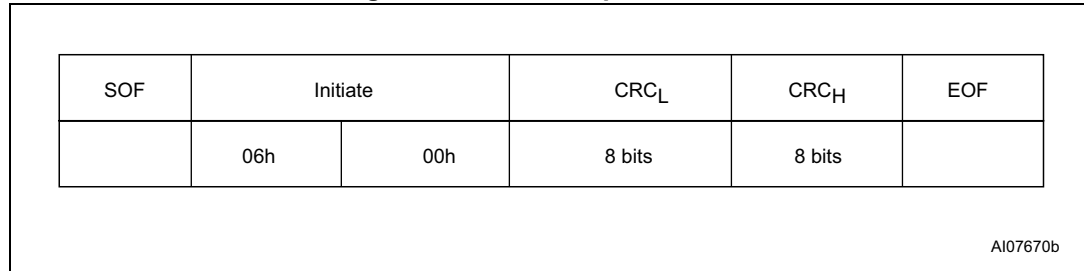 SOF Initiate CRCL CRCH EOF
06h 00h 8 bits 8 bits
AI07670b